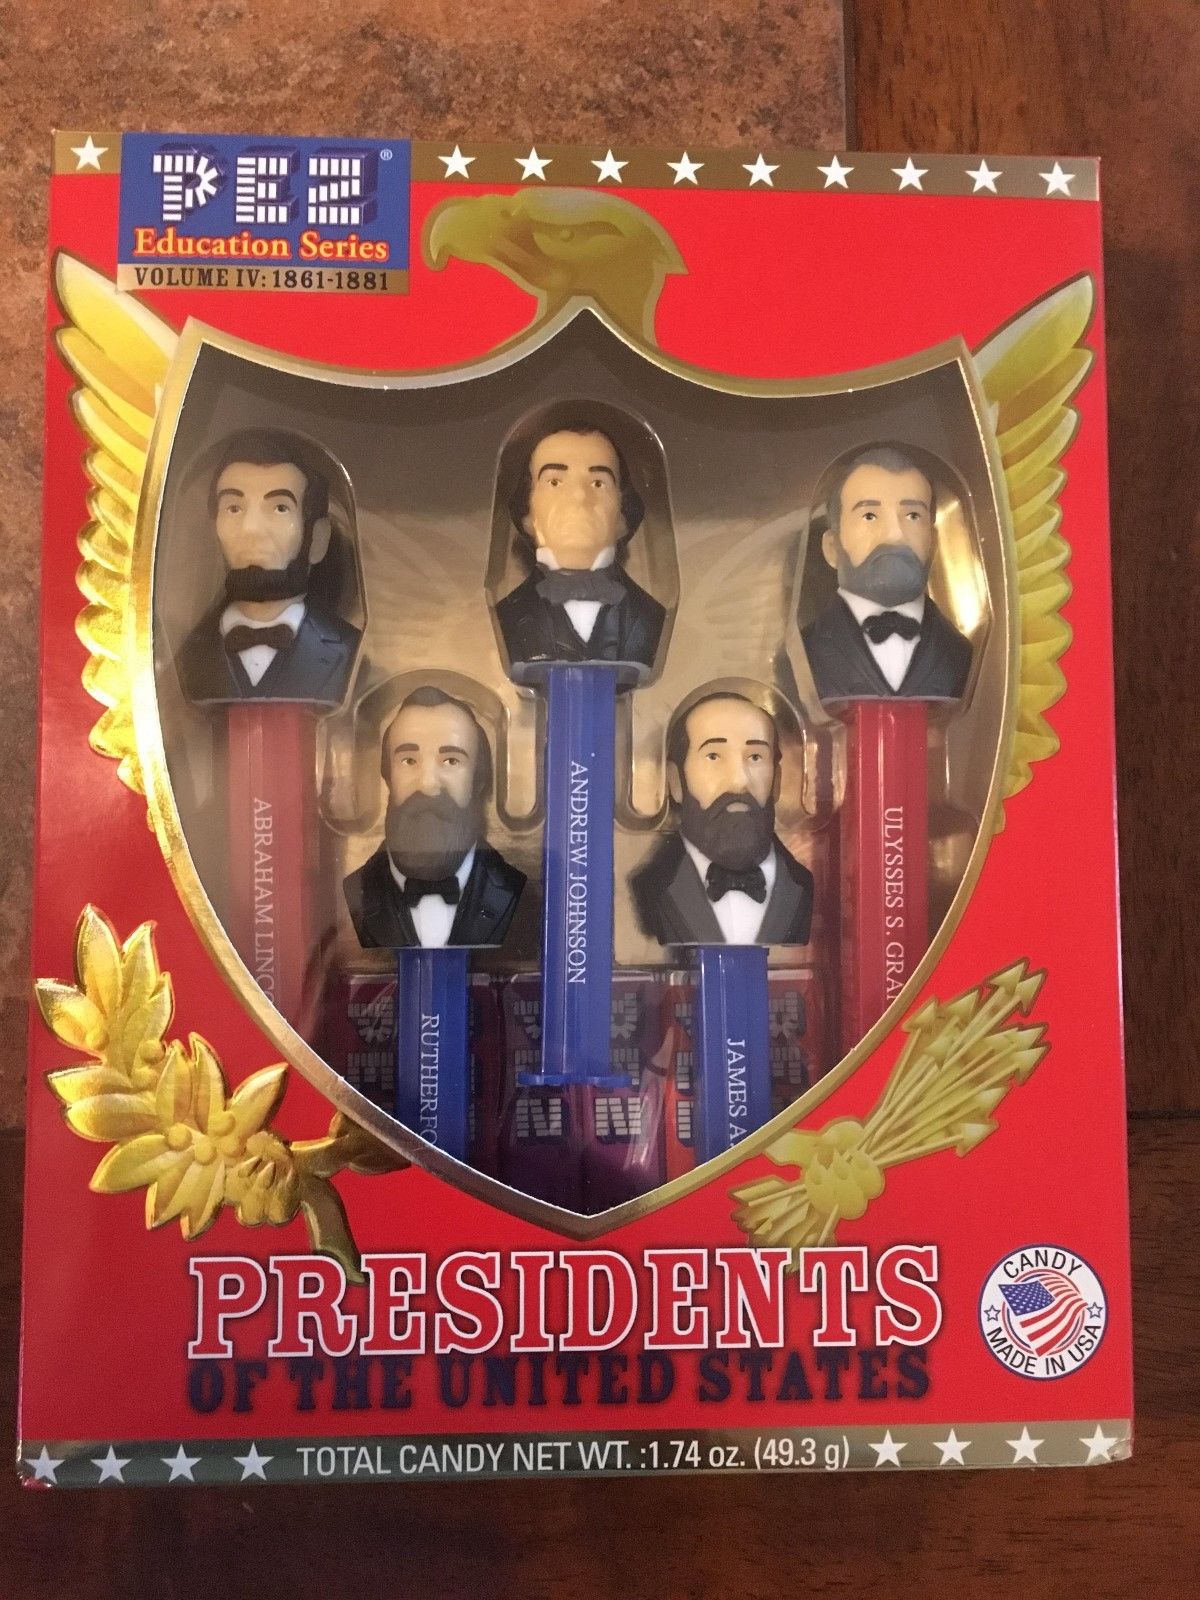 PEZ®
Education Series
VOLUME IV: 1861-1881
ABRAHAM LINC
ANDREW JOHNSON
ULYSSES S. GRA
RUTHERFO
JAMES A.
PRESIDENTS
OF THE UNITED STATES
CANDY
MADE IN USA
TOTAL CANDY NET WT. :1.74 oz. (49.3 g)